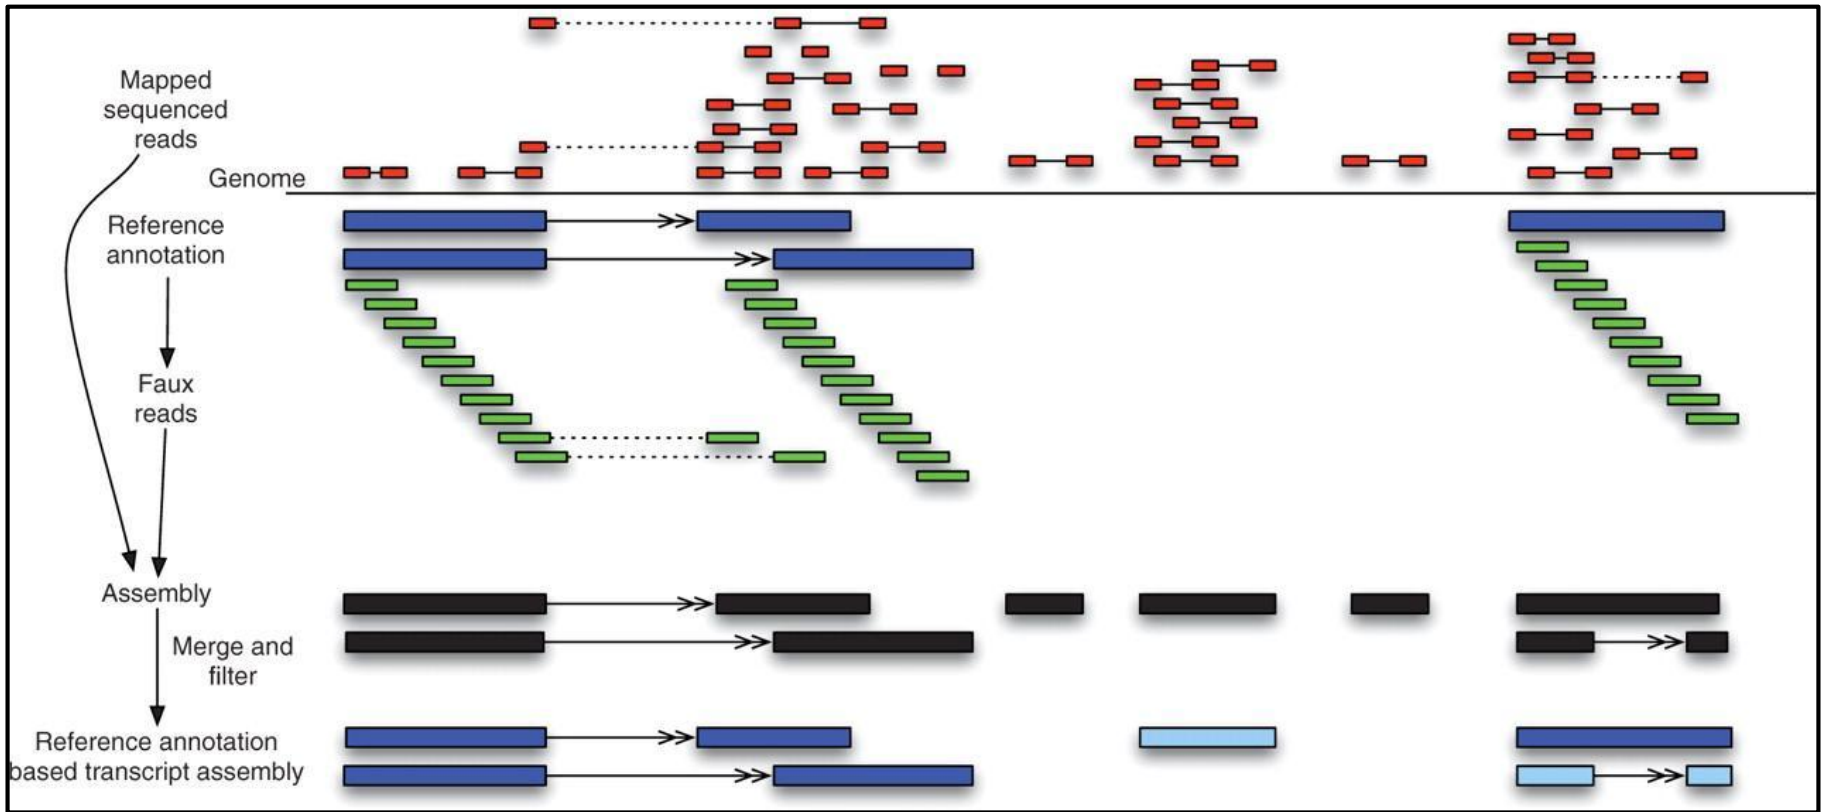 Mapped
sequenced
reads
Genome
Reference
annotation
Faux
reads
Assembly
Merge and
filter
Reference annotation
based transcript assembly